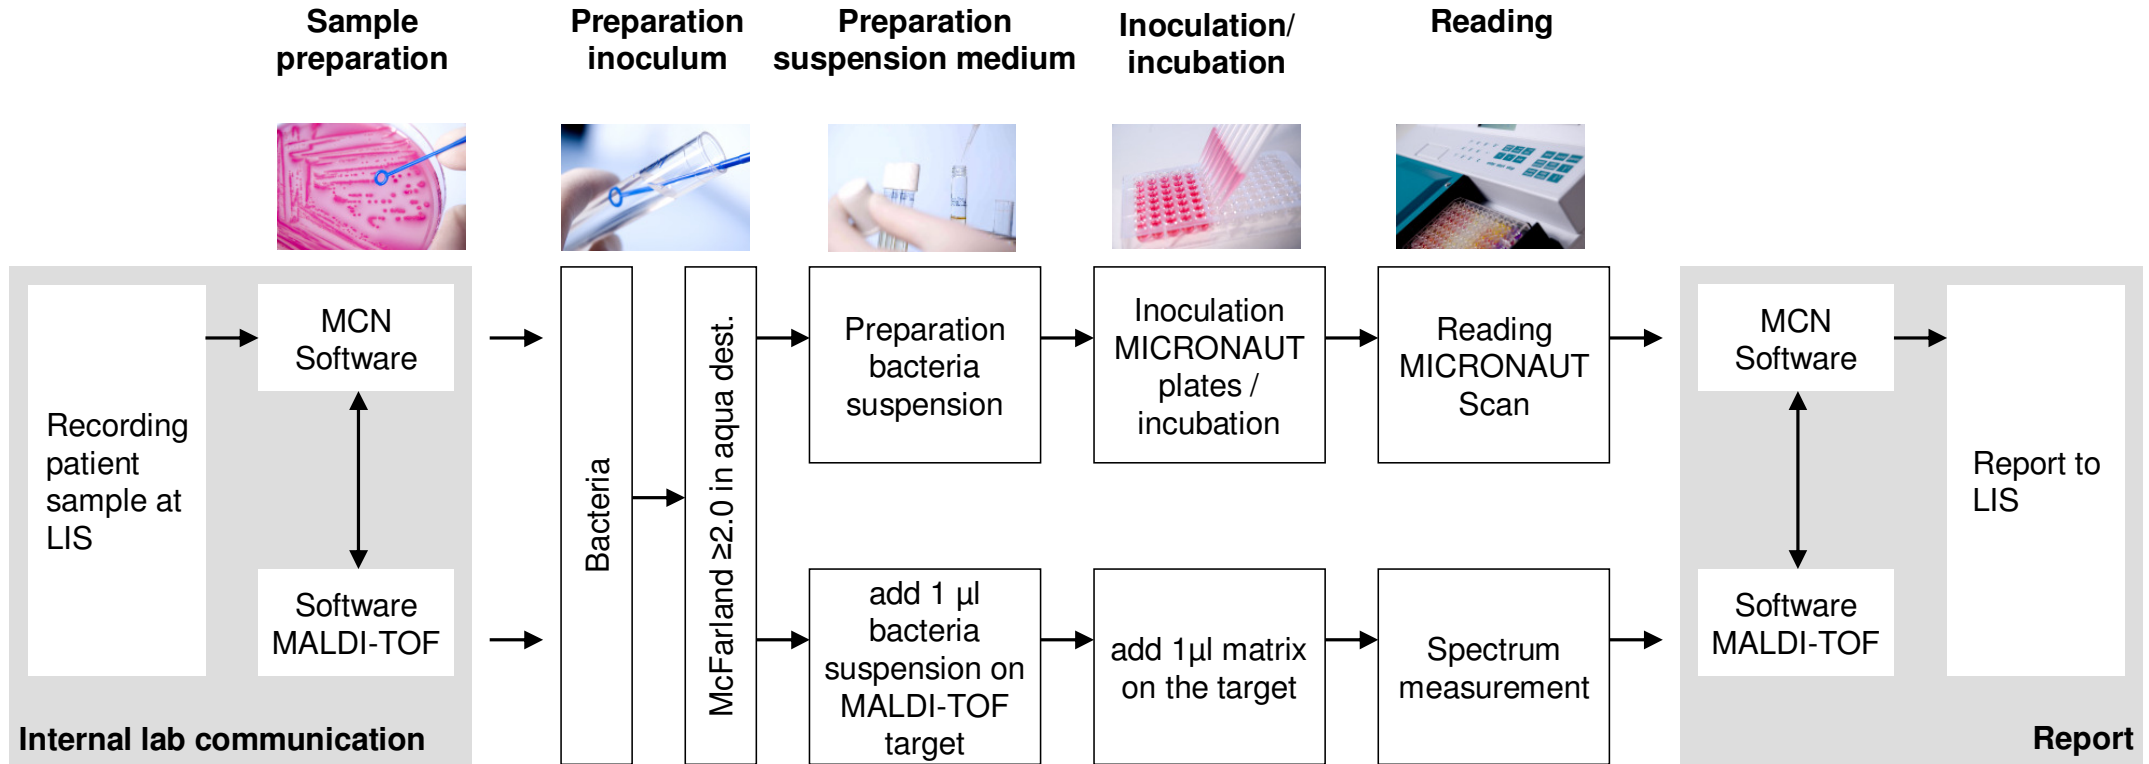 Sample
preparation
Preparation
inoculum
Preparation
suspension medium
Inoculation/
incubation
Reading
Recording
patient
sample at
LIS
MCN
Software
Software
MALDI-TOF
Internal lab communication
Bacteria
McFarland ≥2.0 in aqua dest.
Preparation
bacteria
suspension
Inoculation
MICRONAUT
plates /
incubation
Reading
MICRONAUT
Scan
add 1 µl
bacteria
suspension on
MALDI-TOF
target
add 1µl matrix
on the target
Spectrum
measurement
MCN
Software
Software
MALDI-TOF
Report to
LIS
Report